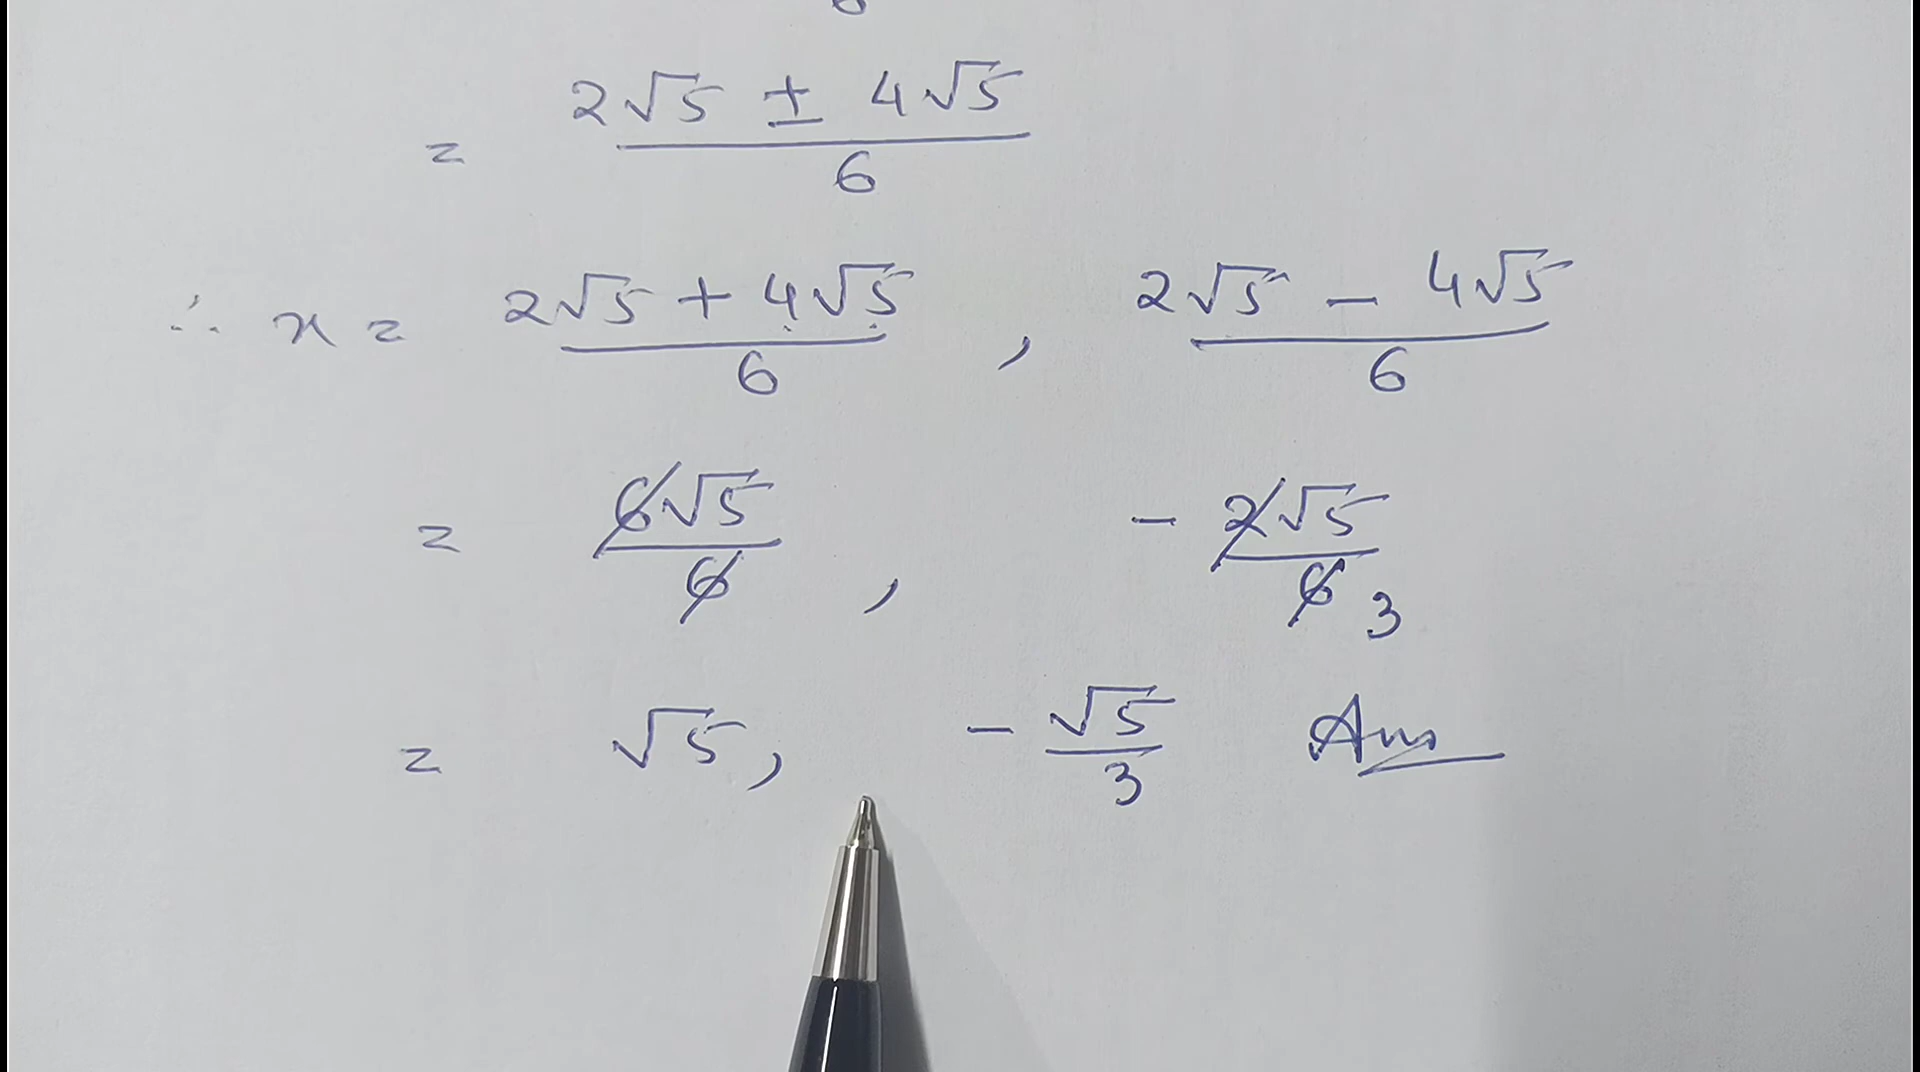 = (2√5 ± 4√5)/6
∴ x = (2√5 + 4√5)/6 , (2√5 - 4√5)/6
= 6√5/6 , - 2√5/6 3
= √5, - √5/3 Ans